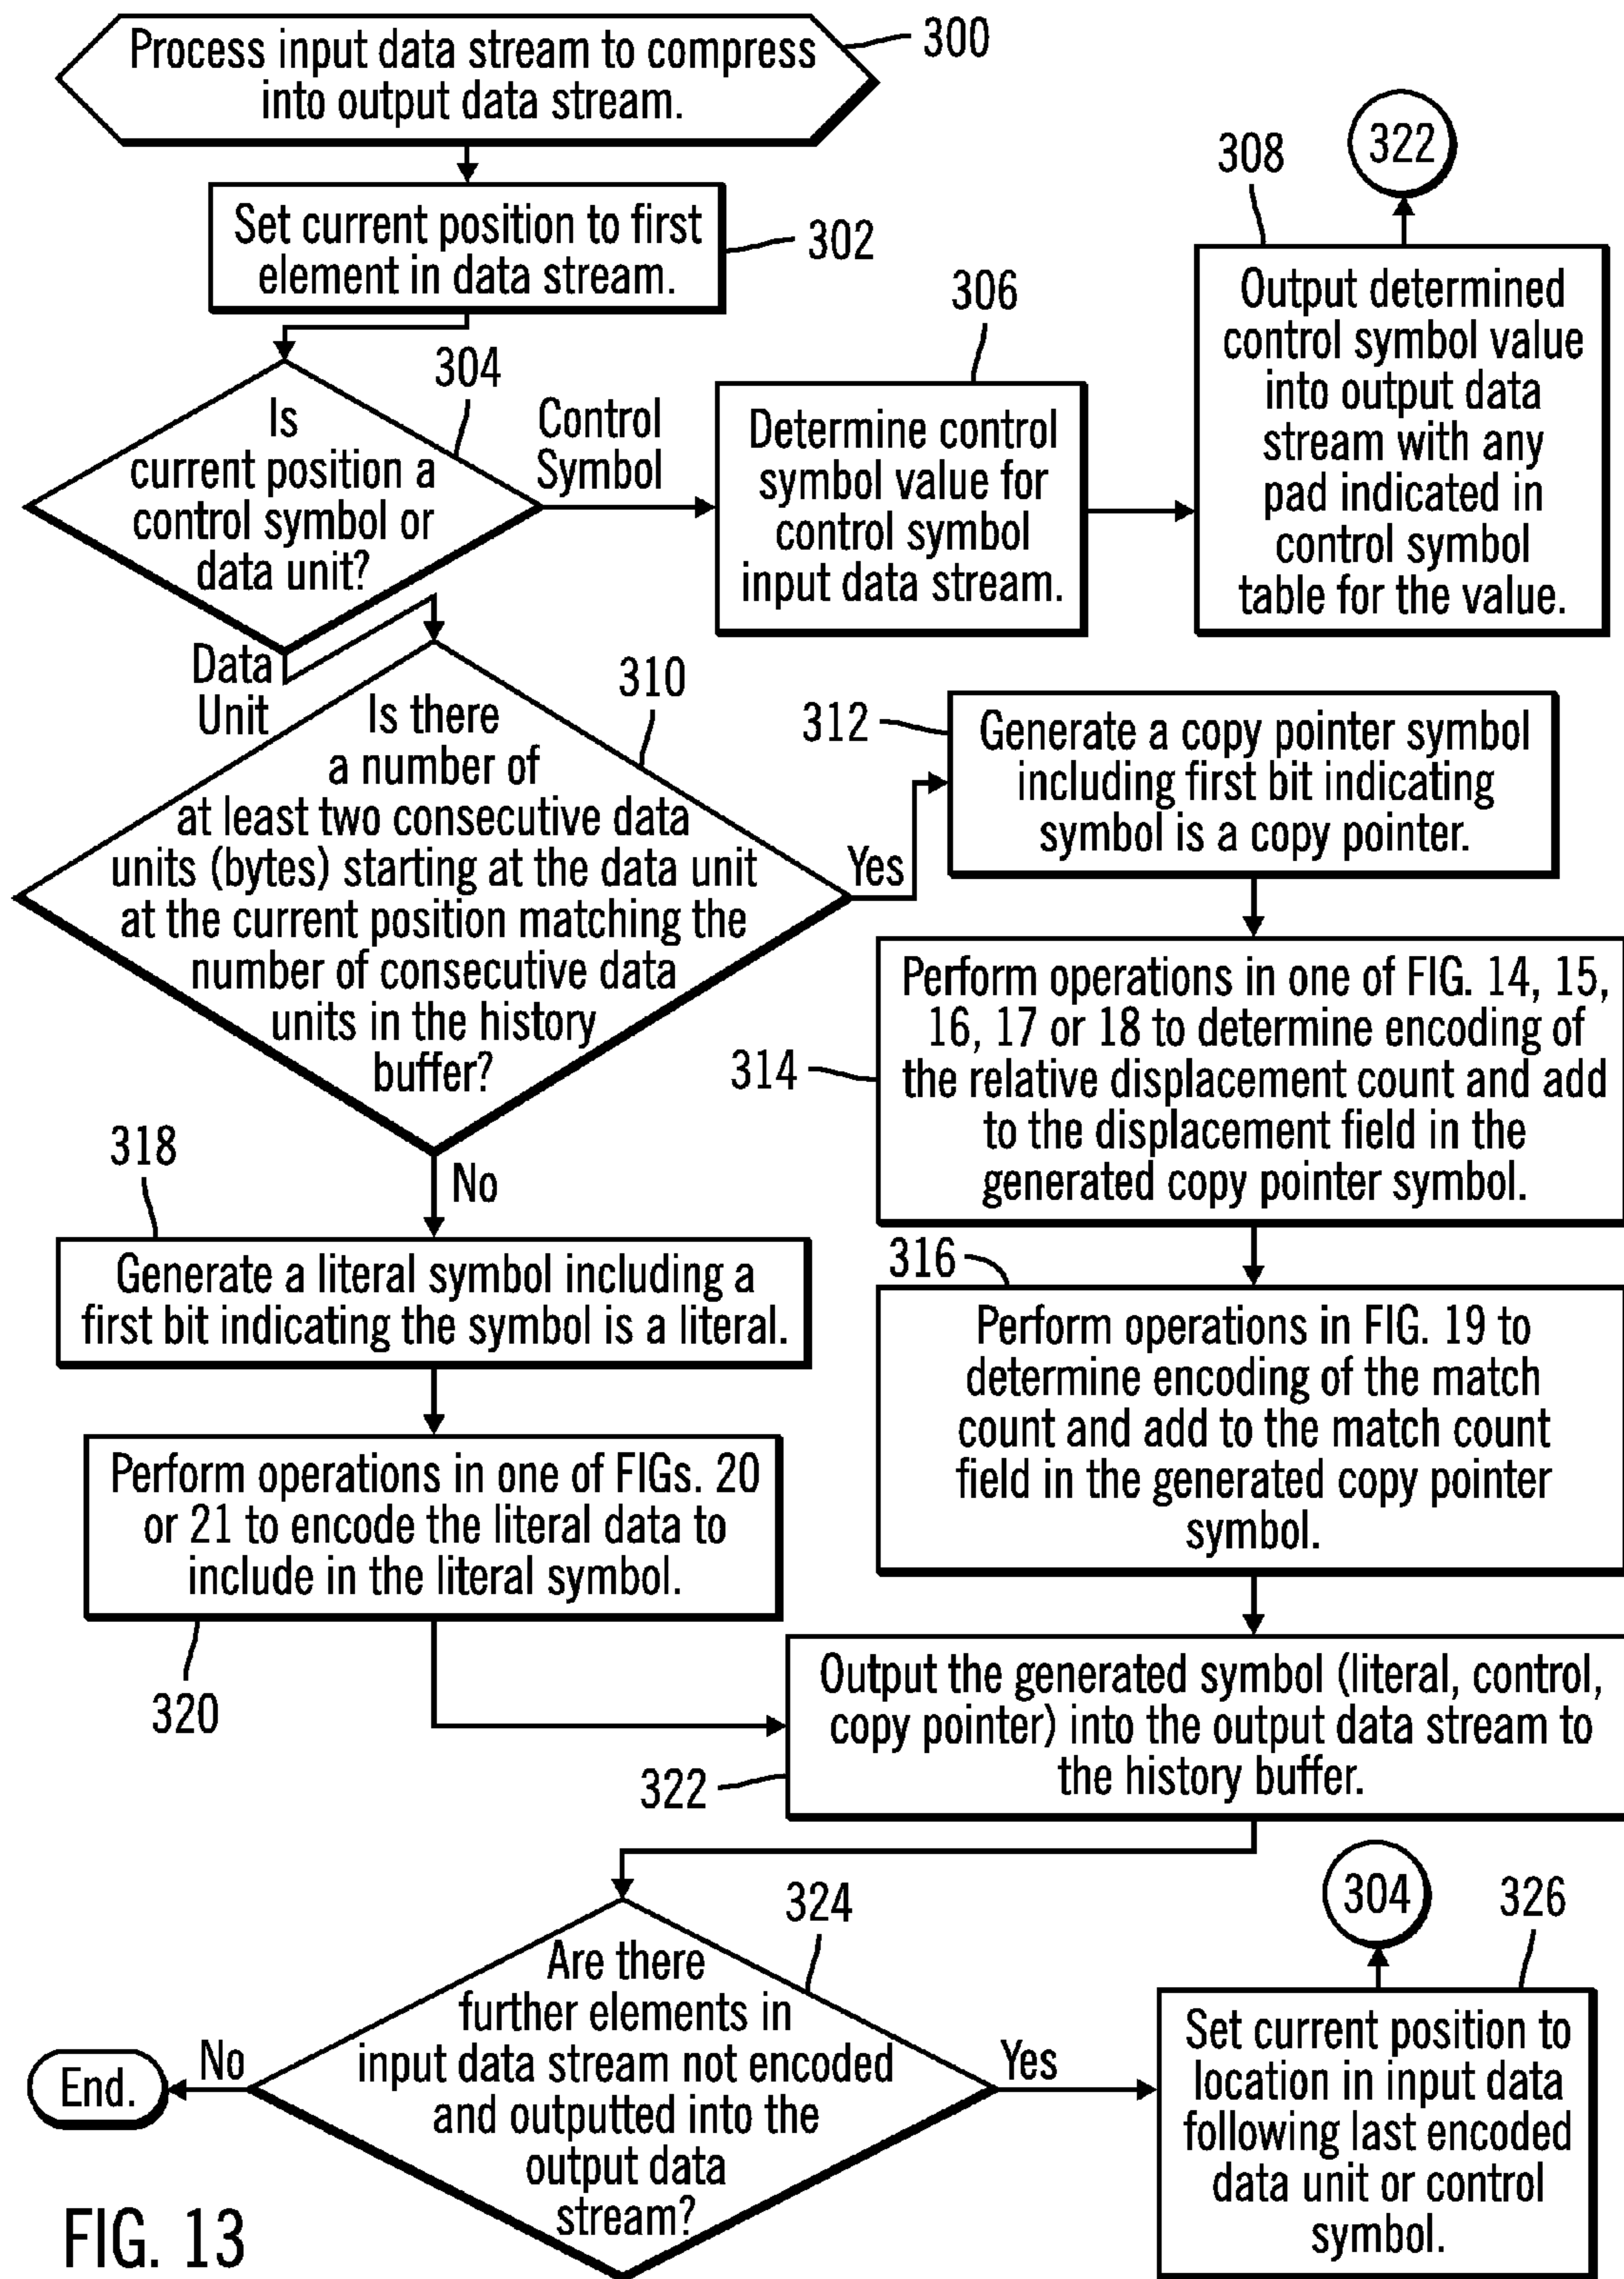 Process input data stream to compress
into output data stream.
300
Set current position to first
element in data stream.
302
Is
current position a
control symbol or
data unit?
304
Control
Symbol
Data
Unit
Determine control
symbol value for
control symbol
input data stream.
306
Output determined
control symbol value
into output data
stream with any
pad indicated in
control symbol
table for the value.
308
322
Is there
a number of
at least two consecutive data
units (bytes) starting at the data unit
at the current position matching the
number of consecutive data
units in the history
buffer?
310
Yes
No
312
Generate a copy pointer symbol
including first bit indicating
symbol is a copy pointer.
314
Perform operations in one of FIG. 14, 15,
16, 17 or 18 to determine encoding of
the relative displacement count and add
to the displacement field in the
generated copy pointer symbol.
316
Perform operations in FIG. 19 to
determine encoding of the match
count and add to the match count
field in the generated copy pointer
symbol.
318
Generate a literal symbol including a
first bit indicating the symbol is a literal.
Perform operations in one of FIGs. 20
or 21 to encode the literal data to
include in the literal symbol.
320
Output the generated symbol (literal, control,
copy pointer) into the output data stream to
the history buffer.
322
324
Are there
further elements in
input data stream not encoded
and outputted into the
output data
stream?
No
End.
Yes
304
326
Set current position to
location in input data
following last encoded
data unit or control
symbol.
FIG. 13